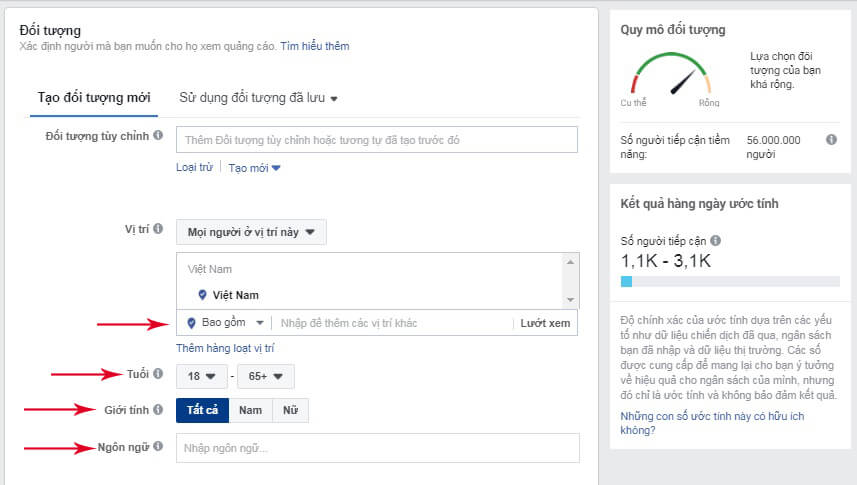 Đối tượng
Xác định người mà bạn muốn cho họ xem quảng cáo. Tìm hiểu thêm
Tạo đối tượng mới
Sử dụng đối tượng đã lưu
Đối tượng tùy chỉnh
Thêm Đối tượng tùy chỉnh hoặc tương tự đã tạo trước đó
Loại trừ | Tạo mới
Vị trí
Mọi người ở vị trí này
Việt Nam
Việt Nam
Bao gồm
Nhập để thêm các vị trí khác
Lướt xem
Thêm hàng loạt vị trí
Tuổi
18 - 65+
Giới tính
Tất cả
Nam
Nữ
Ngôn ngữ
Nhập ngôn ngữ...
Quy mô đối tượng
Cụ thể
Rộng
Lựa chọn đối
tượng của bạn
khá rộng.
Số người tiếp cận tiềm
năng:
56.000.000
người
Kết quả hàng ngày ước tính
Số người tiếp cận
1,1K - 3,1K
Độ chính xác của ước tính dựa trên các yếu
tố như dữ liệu chiến dịch đã qua, ngân sách
bạn đã nhập và dữ liệu thị trường. Các số
được cung cấp để mang lại cho bạn ý tưởng
về hiệu quả cho ngân sách của mình, nhưng
đó chỉ là ước tính và không bảo đảm kết quả.
Những con số ước tính này có hữu ích
không?